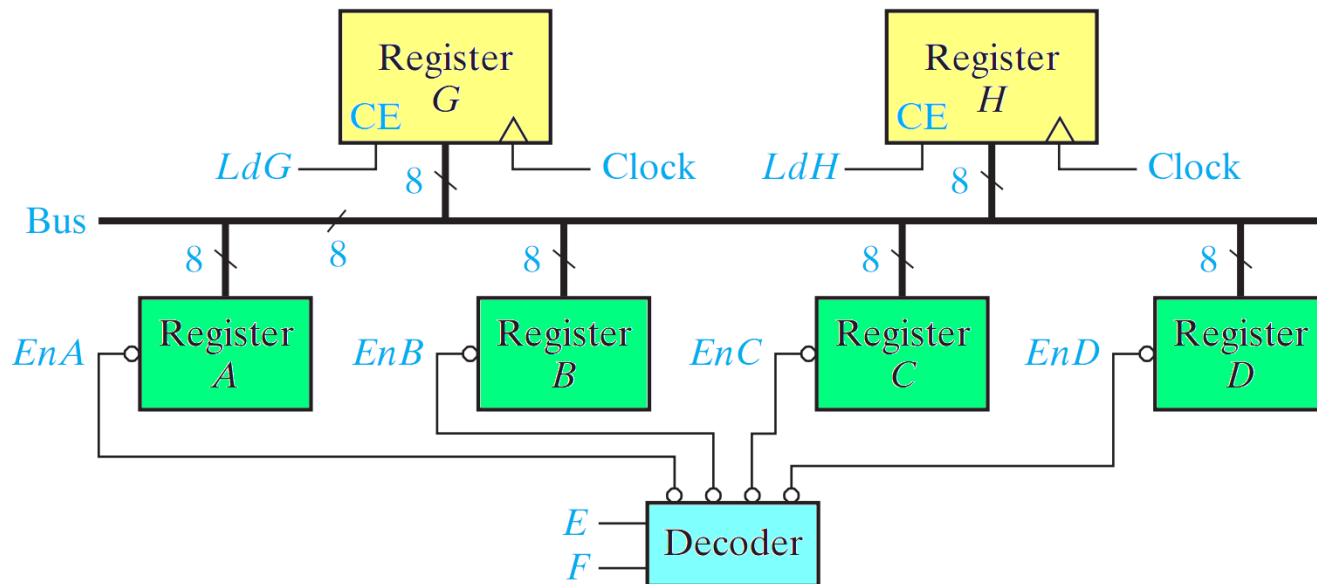 Register
G
CE
LdG
8
Clock
Register
H
CE
LdH
8
Clock
Bus
8
8
8
8
8
EnA
Register
A
EnB
Register
B
EnC
Register
C
EnD
Register
D
E
F
Decoder